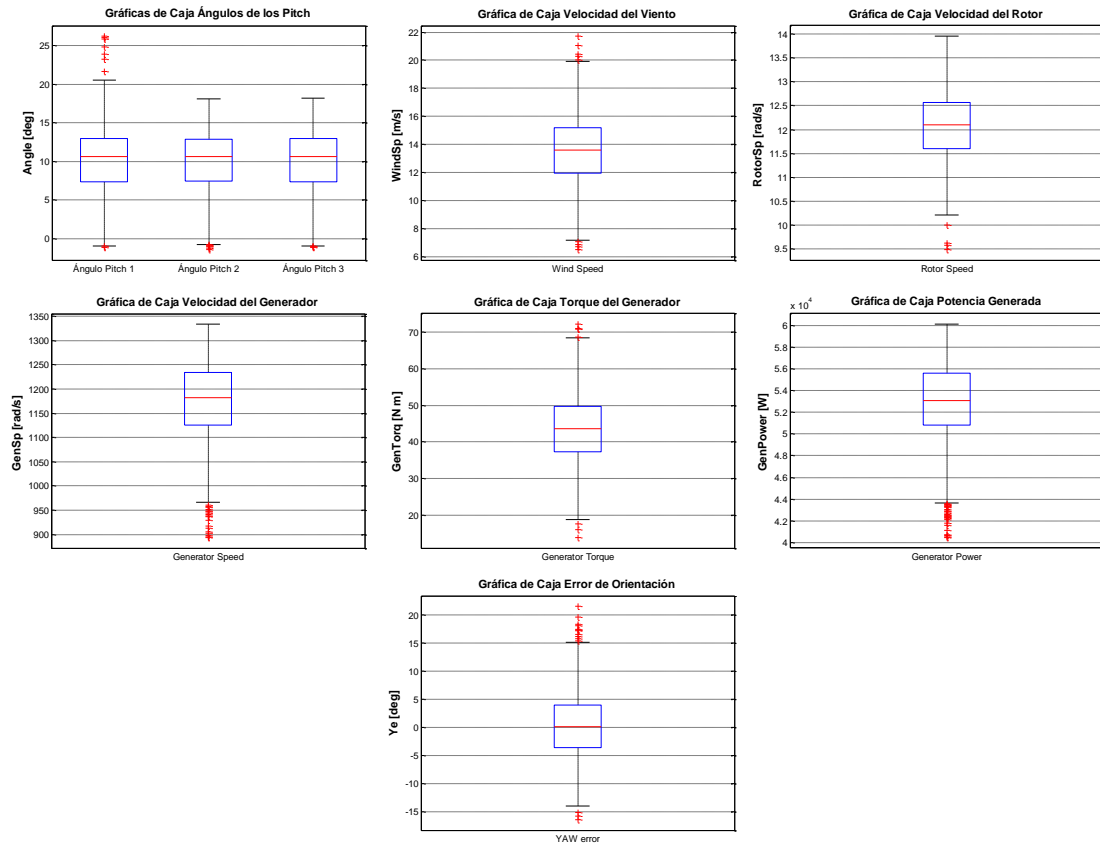 Gráficas de Caja Ángulos de los Pitch
Angle [deg]
25
20
15
10
5
0
Ángulo Pitch 1
Ángulo Pitch 2
Ángulo Pitch 3
Gráfica de Caja Velocidad del Viento
WindSp [m/s]
22
20
18
16
14
12
10
8
6
Wind Speed
Gráfica de Caja Velocidad del Rotor
RotorSp [rad/s]
14
13.5
13
12.5
12
11.5
11
10.5
10
9.5
Rotor Speed
Gráfica de Caja Velocidad del Generador
GenSp [rad/s]
1350
1300
1250
1200
1150
1100
1050
1000
950
900
Generator Speed
Gráfica de Caja Torque del Generador
GenTorq [N m]
70
60
50
40
30
20
Generator Torque
Gráfica de Caja Potencia Generada
x 10^4
GenPower [W]
6
5.8
5.6
5.4
5.2
5
4.8
4.6
4.4
4.2
4
Generator Power
Gráfica de Caja Error de Orientación
Ye [deg]
20
15
10
5
0
-5
-10
-15
YAW error